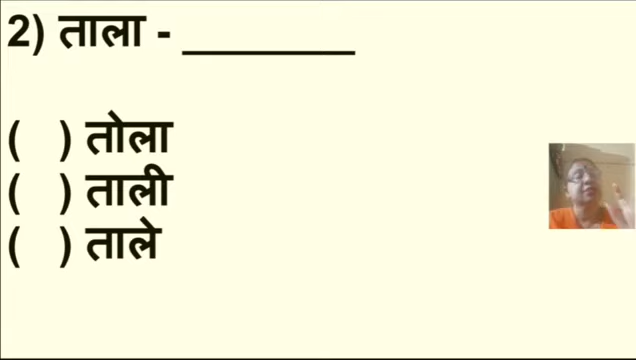 2) ताला - ________
( ) तोला
( ) ताली
( ) ताले